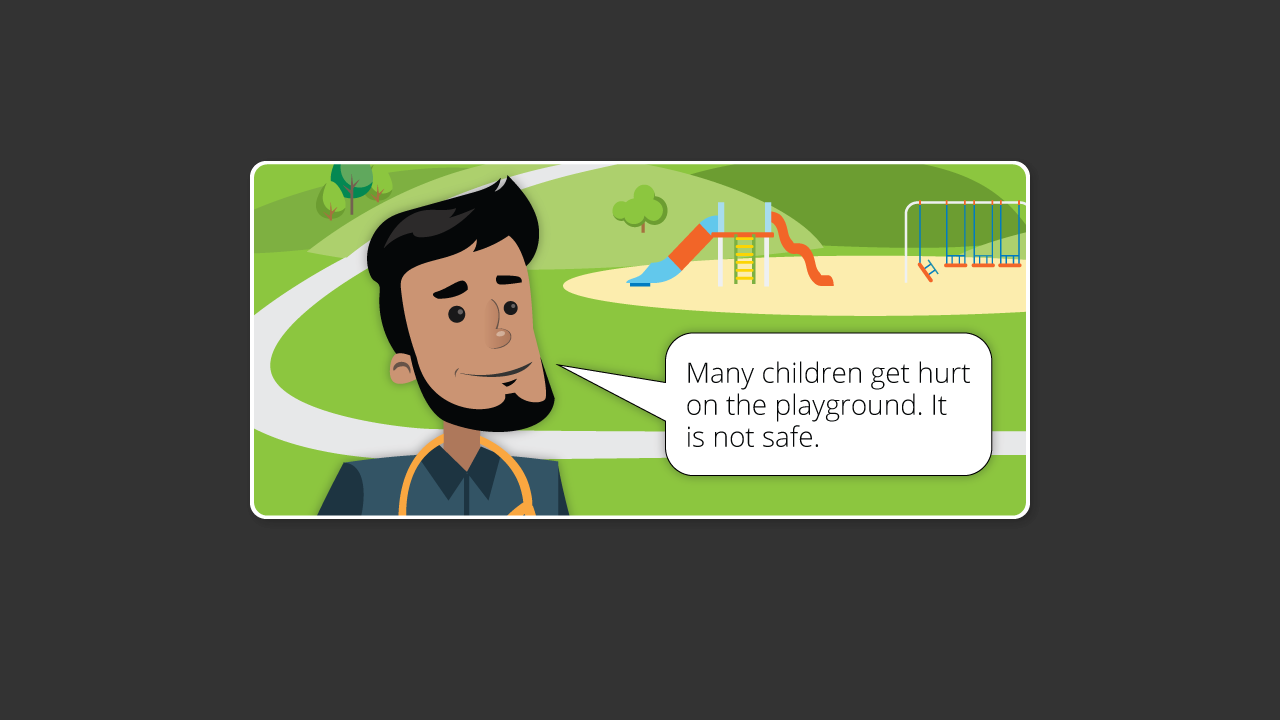 Many children get hurt
on the playground. It
is not safe.